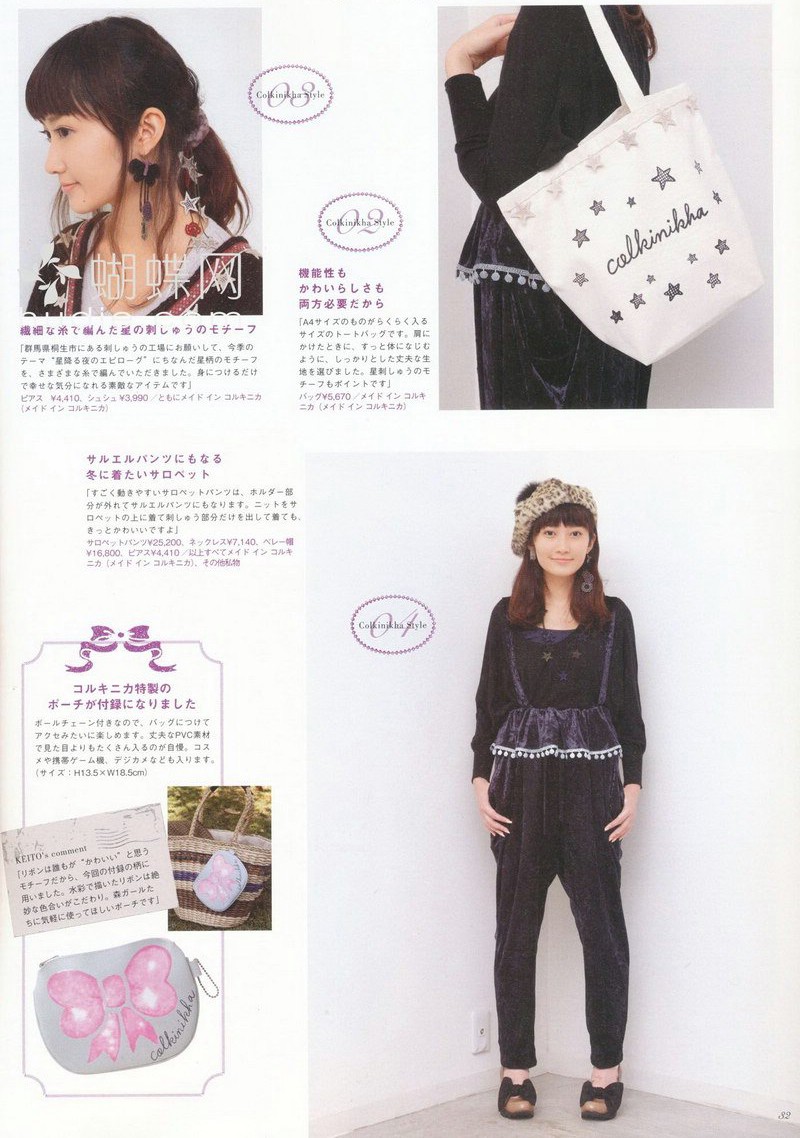 03
Colkinikha Style
蝴蝶网
繊細な糸で編んだ星の刺しゅうのモチーフ
「群馬県桐生市にある刺しゅうの工場にお願いして、今季の
テーマ“星降る夜のエピローグ”にちなんだ星柄のモチーフ
を、さまざまな糸で編んでいただきました。身につけるだけ
で幸せな気分になれる素敵なアイテムです」
ピアス ¥4,410、シュシュ ¥3,990／ともにメイド イン コルキニカ
（メイド イン コルキニカ）
02
Colkinikha Style
機能性も
かわいらしさも
両方必要だから
「A4サイズのものがらくらく入る
サイズのトートバッグです。肩に
かけたときに、すっと体になじむ
ように、しっかりとした丈夫な生
地を選びました。星刺しゅうのモ
チーフもポイントです」
バッグ¥5,670／メイド イン コルキ
ニカ（メイド イン コルキニカ）
colkinikha
サルエルパンツにもなる
冬に着たいサロペット
「すごく動きやすいサロペットパンツは、ホルダー部
分が外れてサルエルパンツにもなります。ニットをサ
ロペットの上に着て刺しゅう部分だけを出して着ても、
きっとかわいいですよ」
サロペットパンツ¥25,200、ネックレス¥7,140、ベレー帽
¥16,800、ピアス¥4,410／以上すべてメイド イン コルキ
ニカ（メイド イン コルキニカ）、その他私物
04
Colkinikha Style
コルキニカ特製の
ポーチが付録になりました
ボールチェーン付きなので、バッグにつけて
アクセみたいに楽しめます。丈夫なPVC素材
で見た目よりもたくさん入るのが自慢。コス
メや携帯ゲーム機、デジカメなども入ります。
（サイズ：H13.5×W18.5cm）
KEITO's comment
「リボンは誰もが“かわいい”と思う
モチーフだから、今回の付録の柄に
用いました。水彩で描いたリボンは絶
妙な色合いがこだわり。森ガールた
ちに気軽に使ってほしいポーチです」
colkinikha
32